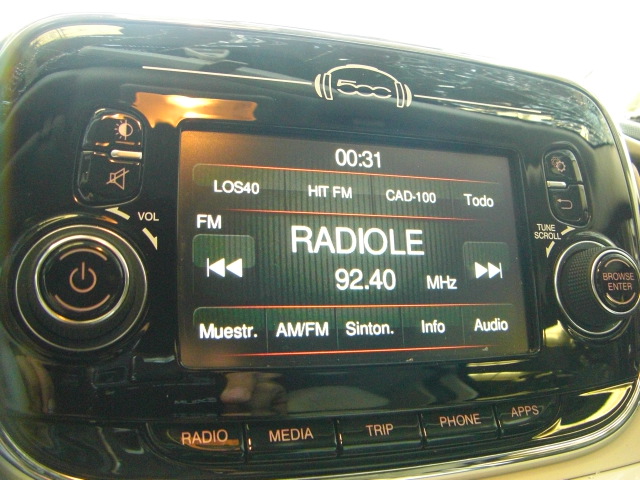 500
00:31
LOS40 HIT FM CAD-100 Todo
VOL
FM
RADIOLE
TUNE
SCROLL
92.40 MHz
BROWSE
ENTER
Muestr. AM/FM Sinton. Info Audio
RADIO MEDIA TRIP PHONE APPS